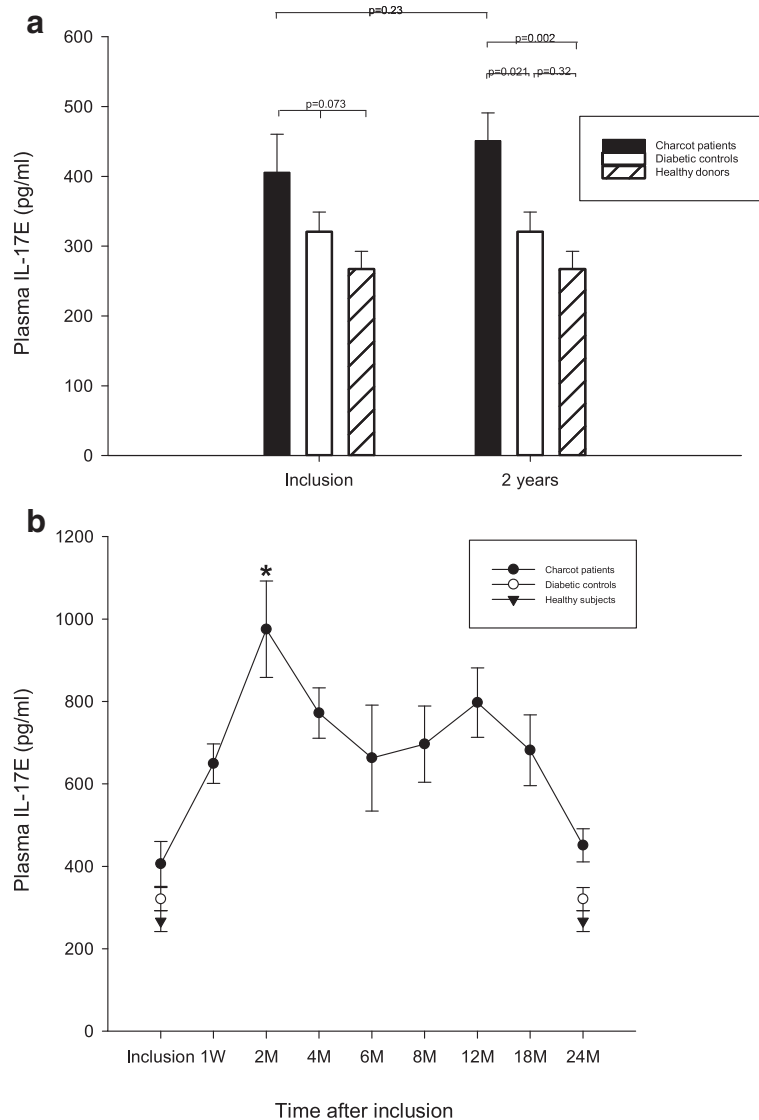 a
p=0.23
p=0.002
p=0.021
p=0.32
p=0.073
600
500
400
300
200
100
0
Plasma IL-17E (pg/ml)
Charcot patients
Diabetic controls
Healthy donors
Inclusion
2 years
b
1200
1000
800
600
400
200
0
Plasma IL-17E (pg/ml)
*
Charcot patients
Diabetic controls
Healthy subjects
Inclusion 1W 2M 4M 6M 8M 12M 18M 24M
Time after inclusion